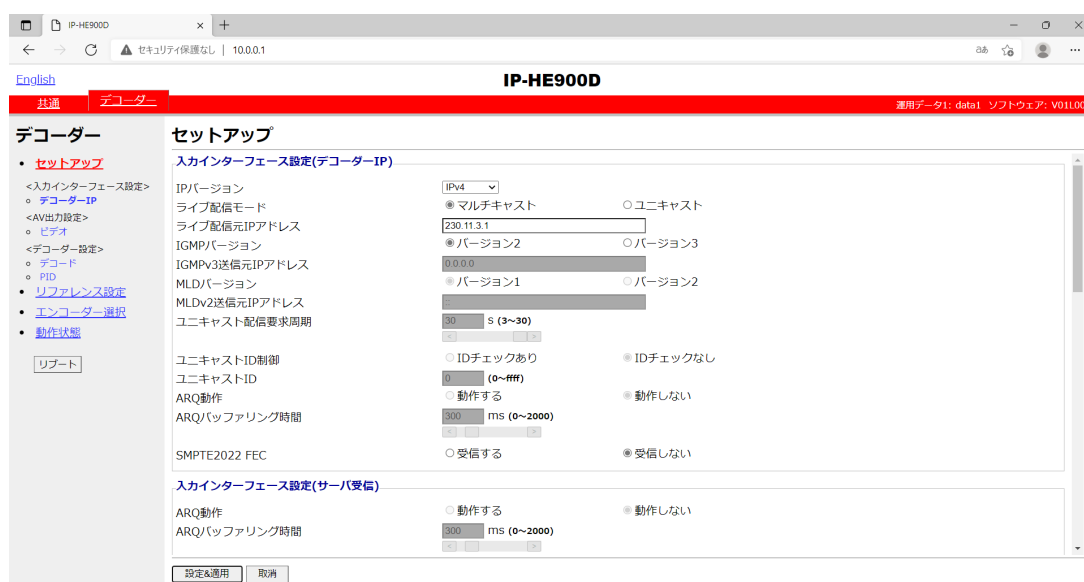 IP-HE900D
セキュリティ保護なし | 10.0.0.1
English
IP-HE900D
共通 デコーダー 運用データ1: data1 ソフトウェア: V01L00
デコーダー
セットアップ
<入力インターフェース設定>
デコーダーIP
<AV出力設定>
ビデオ
<デコーダー設定>
デコード
PID
リファレンス設定
エンコーダー選択
動作状態
リブート
セットアップ
入力インターフェース設定(デコーダーIP)
IPバージョン IPv4
ライブ配信モード マルチキャスト ユニキャスト
ライブ配信元IPアドレス 230.11.3.1
IGMPバージョン バージョン2 バージョン3
IGMPv3送信元IPアドレス 0.0.0.0
MLDバージョン バージョン1 バージョン2
MLDv2送信元IPアドレス ::
ユニキャスト配信要求周期 30 s (3~30)
ユニキャストID制御 IDチェックあり IDチェックなし
ユニキャストID 0 (0~ffff)
ARQ動作 動作する 動作しない
ARQバッファリング時間 300 ms (0~2000)
SMPTE2022 FEC 受信する 受信しない
入力インターフェース設定(サーバ受信)
ARQ動作 動作する 動作しない
ARQバッファリング時間 300 ms (0~2000)
設定&適用 取消